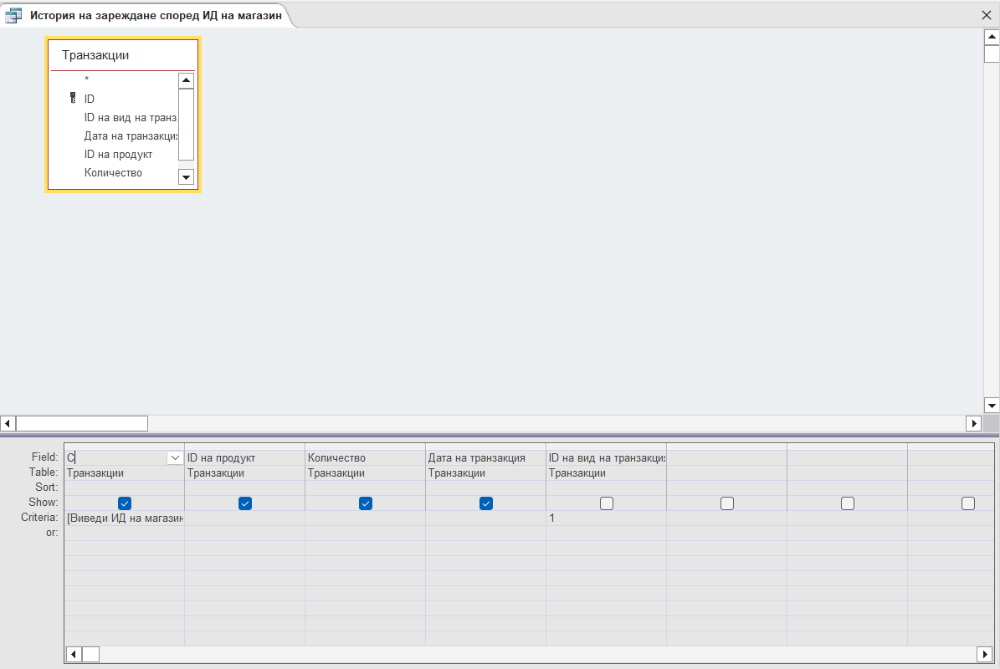 История на зареждане според ИД на магазин
Транзакции
*
ID
ID на вид на транз
Дата на транзакция
ID на продукт
Количество
Field: С ID на продукт Количество Дата на транзакция ID на вид на транзакция
Table: Транзакции Транзакции Транзакции Транзакции Транзакции
Sort:
Show:
Criteria: [Виведи ИД на магазин 1
or: